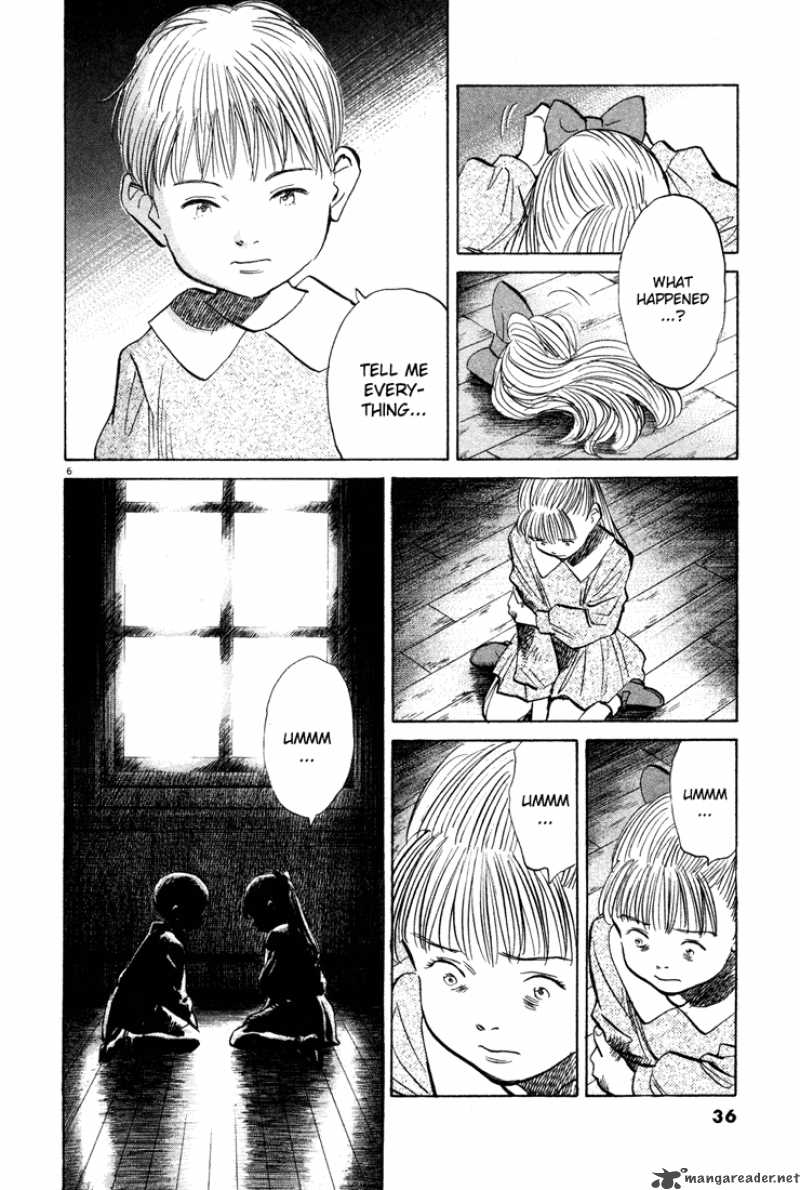 WHAT
HAPPENED
...?
TELL ME
EVERY-
THING...
6
UMMM
...
UMMM
...
UMMM
...
36
mangareader.net